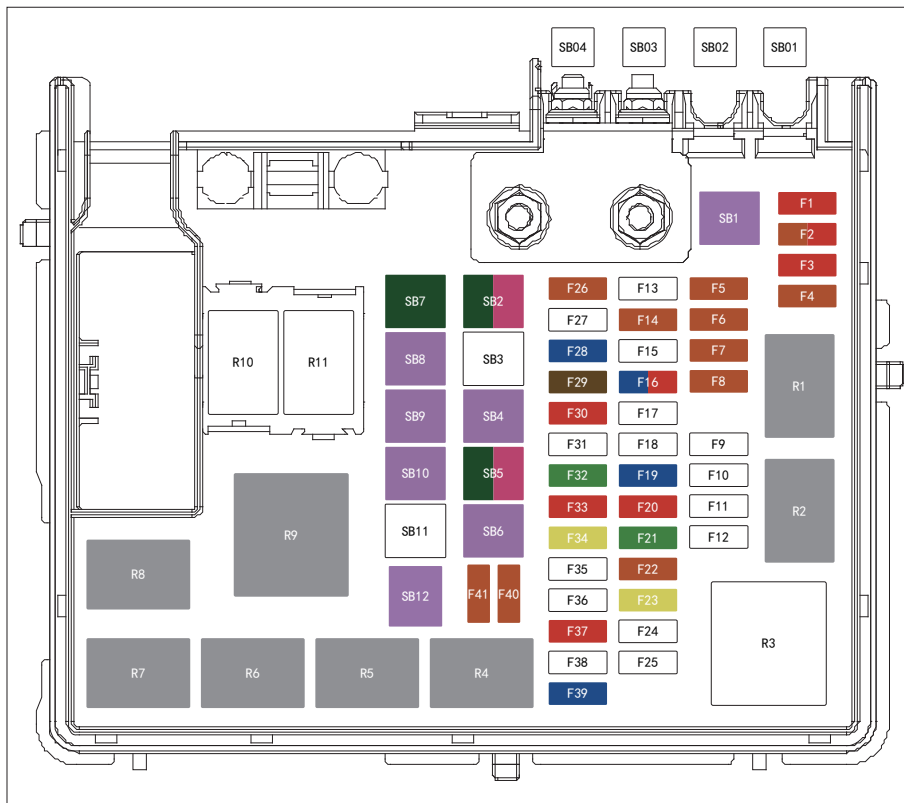 SB04 SB03 SB02 SB01
SB1 F1
F2
F3
F4
SB7 SB2 F26 F13 F5
F27 F14 F6
SB8 SB3 F28 F15 F7
F29 F16 F8
R10 R11 R1
SB9 SB4 F30 F17
F31 F18 F9
SB10 SB5 F32 F19 F10
F33 F20 F11
R9 R2
SB11 SB6 F34 F21 F12
R8 F35 F22
SB12 F41 F40 F36 F23
F37 F24
R7 R6 R5 R4 F38 F25 R3
F39